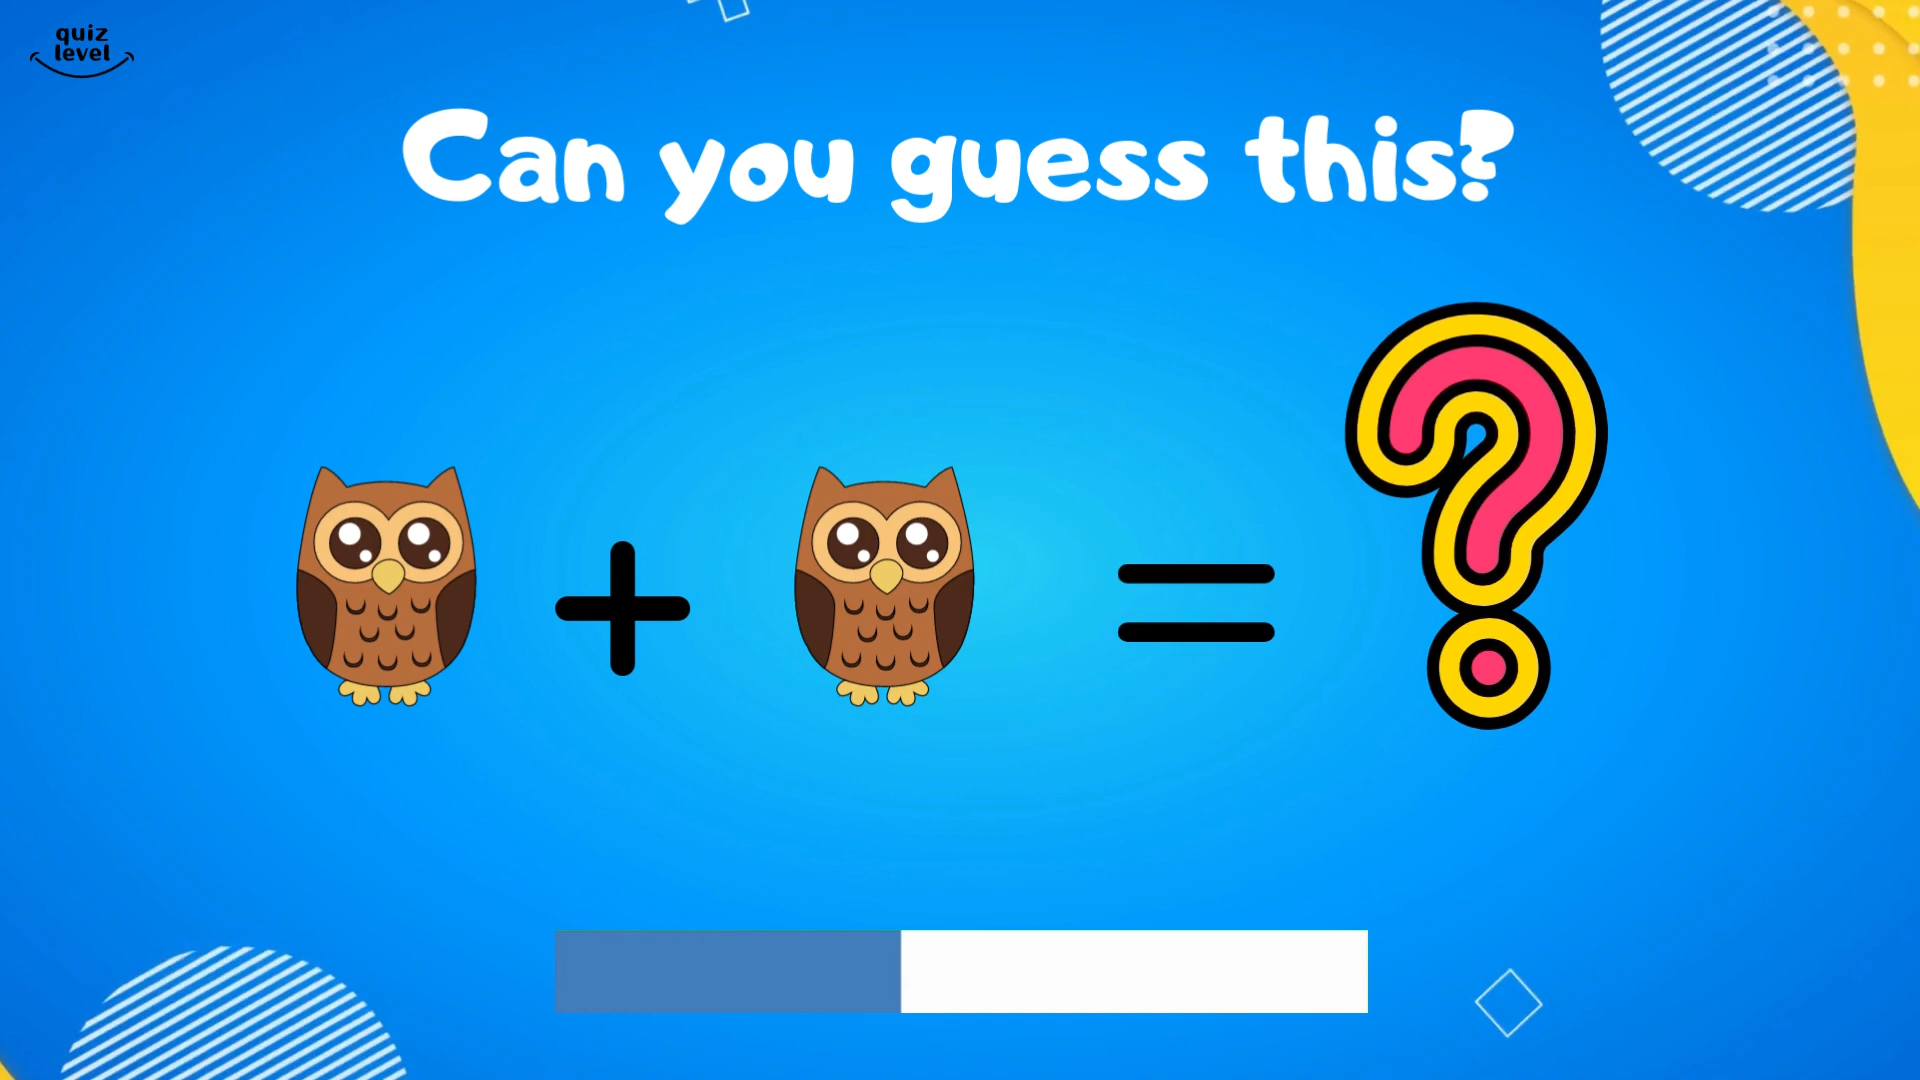 quiz
level
Can you guess this?
+ = ?